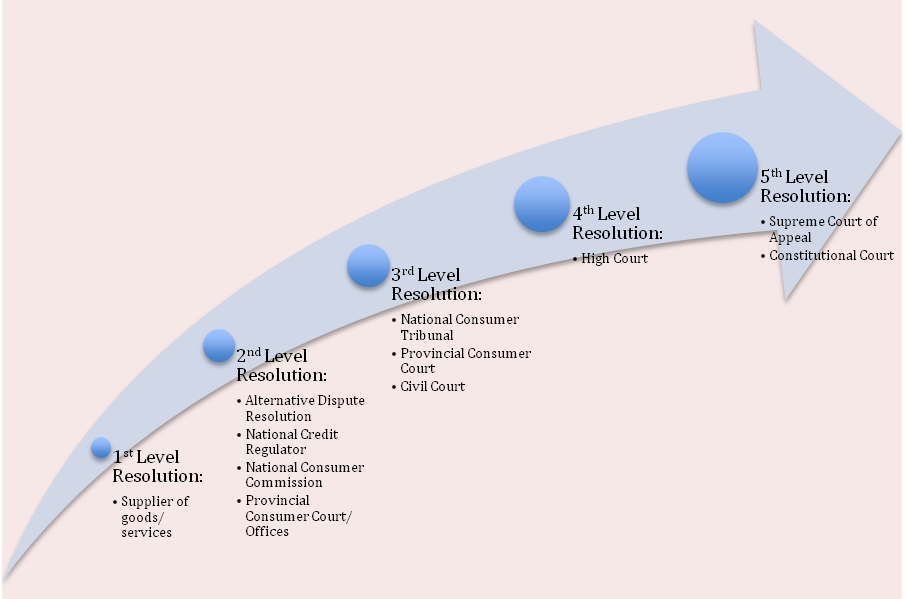 1st Level
Resolution:
• Supplier of
goods/
services
2nd Level
Resolution:
• Alternative Dispute
Resolution
• National Credit
Regulator
• National Consumer
Commission
• Provincial
Consumer Court/
Offices
3rd Level
Resolution:
• National Consumer
Tribunal
• Provincial Consumer
Court
• Civil Court
4th Level
Resolution:
• High Court
5th Level
Resolution:
• Supreme Court of
Appeal
• Constitutional Court